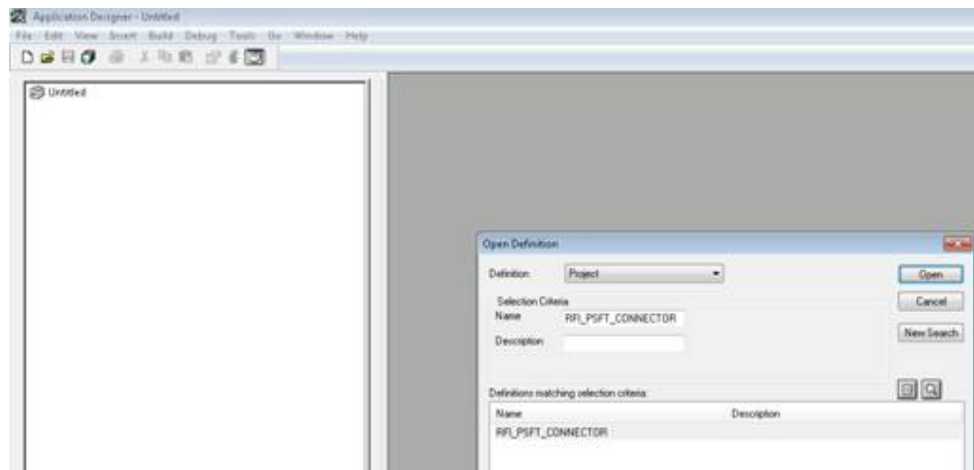 Application Designer - Untitled
File Edit View Insert Build Debug Tools Go Window Help
Untitled
Open Definition
Definition: Project
Open
Selection Criteria
Cancel
Name RFI_PSFT_CONNECTOR
New Search
Description
Definitions matching selection criteria:
Name Description
RFI_PSFT_CONNECTOR